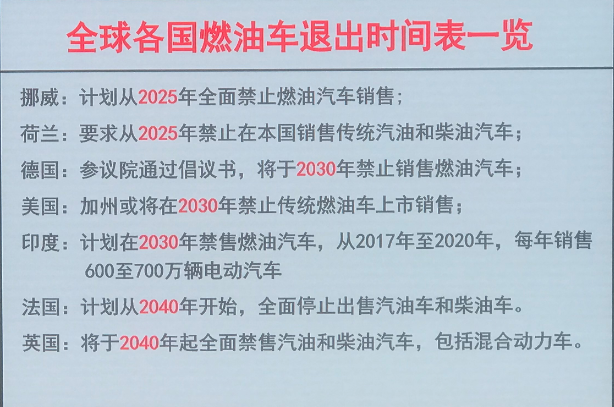 全球各国燃油车退出时间表一览
挪威：计划从2025年全面禁止燃油汽车销售;
荷兰：要求从2025年禁止在本国销售传统汽油和柴油汽车；
德国：参议院通过倡议书，将于2030年禁止销售燃油汽车；
美国：加州或将在2030年禁止传统燃油车上市销售；
印度：计划在2030年禁售燃油汽车，从2017年至2020年，每年销售
600至700万辆电动汽车
法国：计划从2040年开始，全面停止出售汽油车和柴油车。
英国：将于2040年起全面禁售汽油和柴油汽车，包括混合动力车。